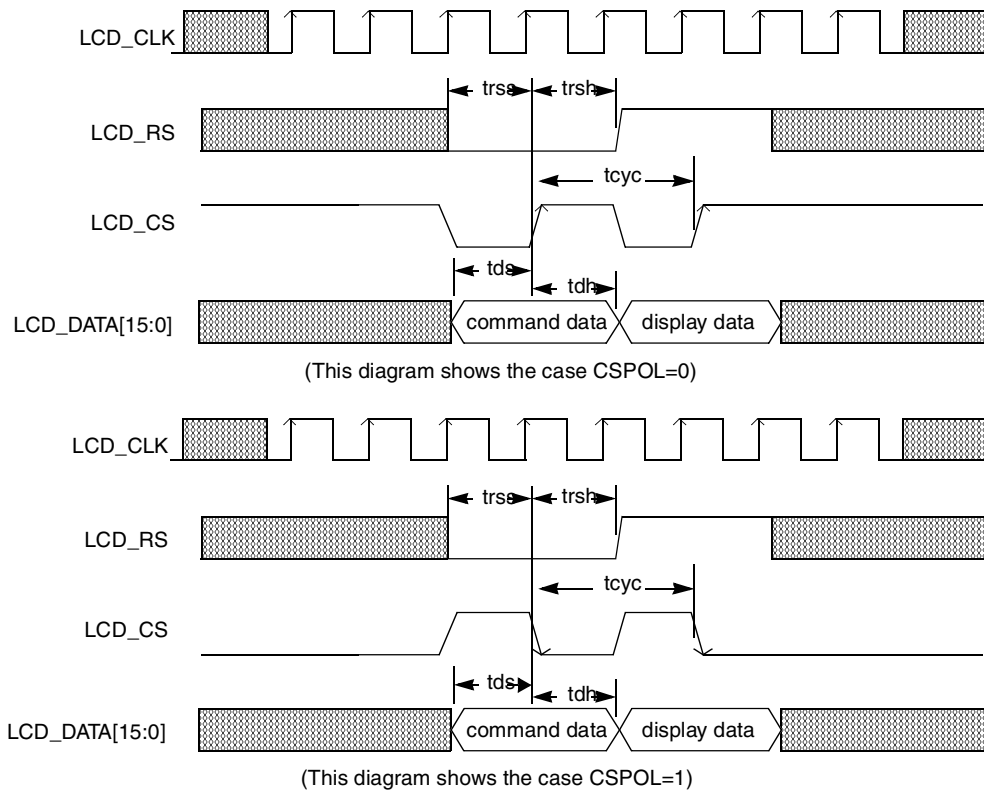 LCD_CLK
trss
trsh
LCD_RS
tcyc
LCD_CS
tds
tdh
LCD_DATA[15:0]
command data
display data
(This diagram shows the case CSPOL=0)
LCD_CLK
trss
trsh
LCD_RS
tcyc
LCD_CS
tds
tdh
LCD_DATA[15:0]
command data
display data
(This diagram shows the case CSPOL=1)